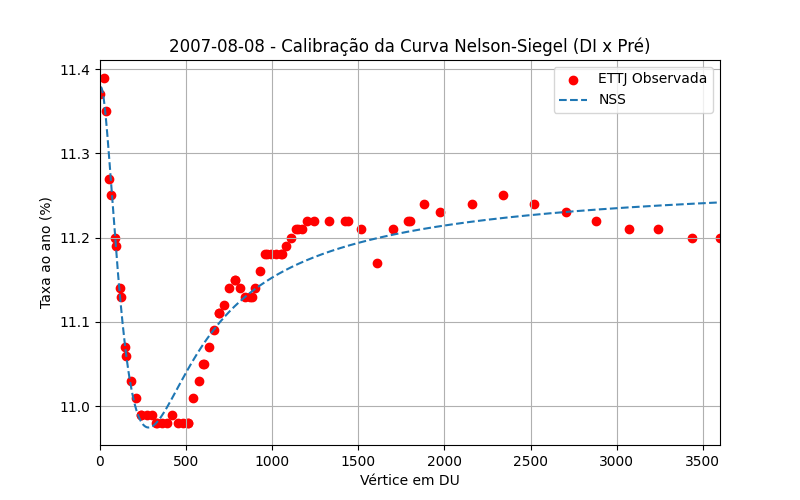 2007-08-08 - Calibração da Curva Nelson-Siegel (DI x Pré)
ETTJ Observada
NSS
Taxa ao ano (%)
11.4
11.3
11.2
11.1
11.0
0 500 1000 1500 2000 2500 3000 3500
Vértice em DU